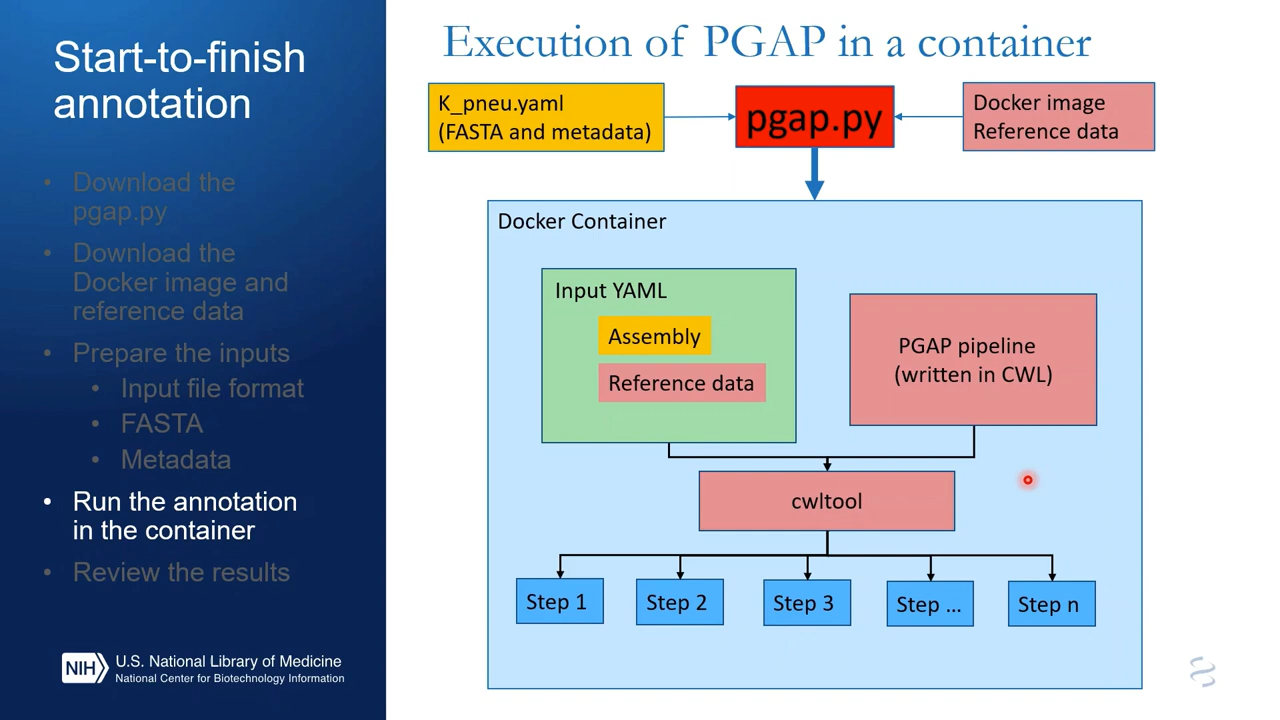 Start-to-finish
annotation
• Download the
pgap.py
• Download the
Docker image and
reference data
• Prepare the inputs
• Input file format
• FASTA
• Metadata
• Run the annotation
in the container
• Review the results
NIH
U.S. National Library of Medicine
National Center for Biotechnology Information
Execution of PGAP in a container
K_pneu.yaml
(FASTA and metadata)
pgap.py
Docker image
Reference data
Docker Container
Input YAML
Assembly
Reference data
PGAP pipeline
(written in CWL)
cwltool
Step 1
Step 2
Step 3
Step ...
Step n